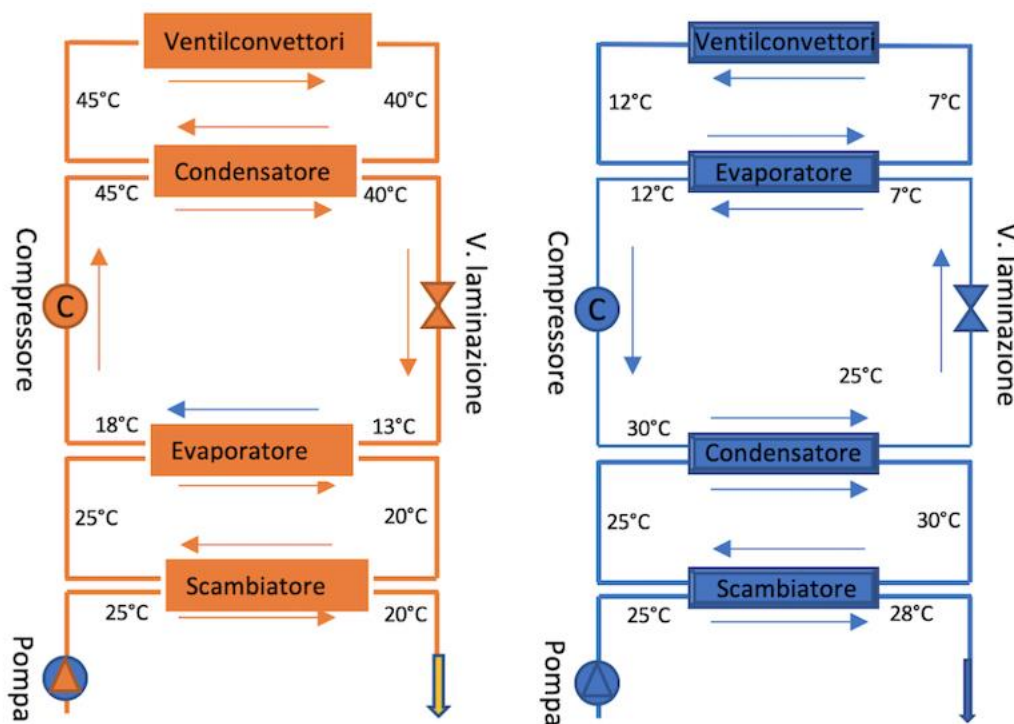 Ventilconvettori
45°C
40°C
Condensatore
45°C
40°C
Compressore
C
V. laminazione
18°C
13°C
Evaporatore
25°C
20°C
Scambiatore
25°C
20°C
Pompa
Ventilconvettori
12°C
7°C
Evaporatore
12°C
7°C
Compressore
C
V. laminazione
25°C
30°C
Condensatore
25°C
30°C
Scambiatore
25°C
28°C
Pompa